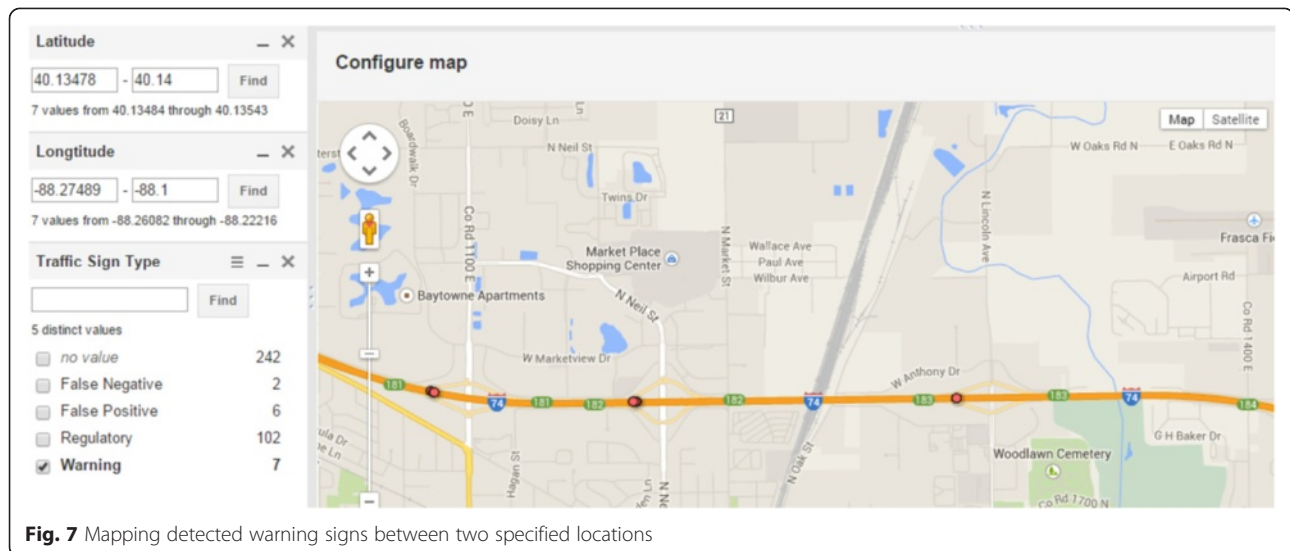 Latitude
40.13478 - 40.14 Find
7 values from 40.13484 through 40.13543
Longtitude
-88.27489 - -88.1 Find
7 values from -88.26082 through -88.22216
Traffic Sign Type
Find
5 distinct values
no value 242
False Negative 2
False Positive 6
Regulatory 102
Warning 7
Configure map
Map Satellite
21
Doisy Ln
Boardwalk Dr
N Neil St
W Oaks Rd N
E Oaks Rd N
Co Rd 1100 E
Twins Dr
N Lincoln Ave
Frasca
Market Place
Shopping Center
N Market St
Wallace Ave
Paul Ave
Wilbur Ave
Airport Rd
Baytowne Apartments
N Neil St
Co Rd 1400 E
W Marketview Dr
W Anthony Dr
181
74
181
182
182
74
183
183
74
184
Hagan St
N Oak St
G H Baker Dr
Woodlawn Cemetery
Co Rd 1700 N
Fig. 7 Mapping detected warning signs between two specified locations